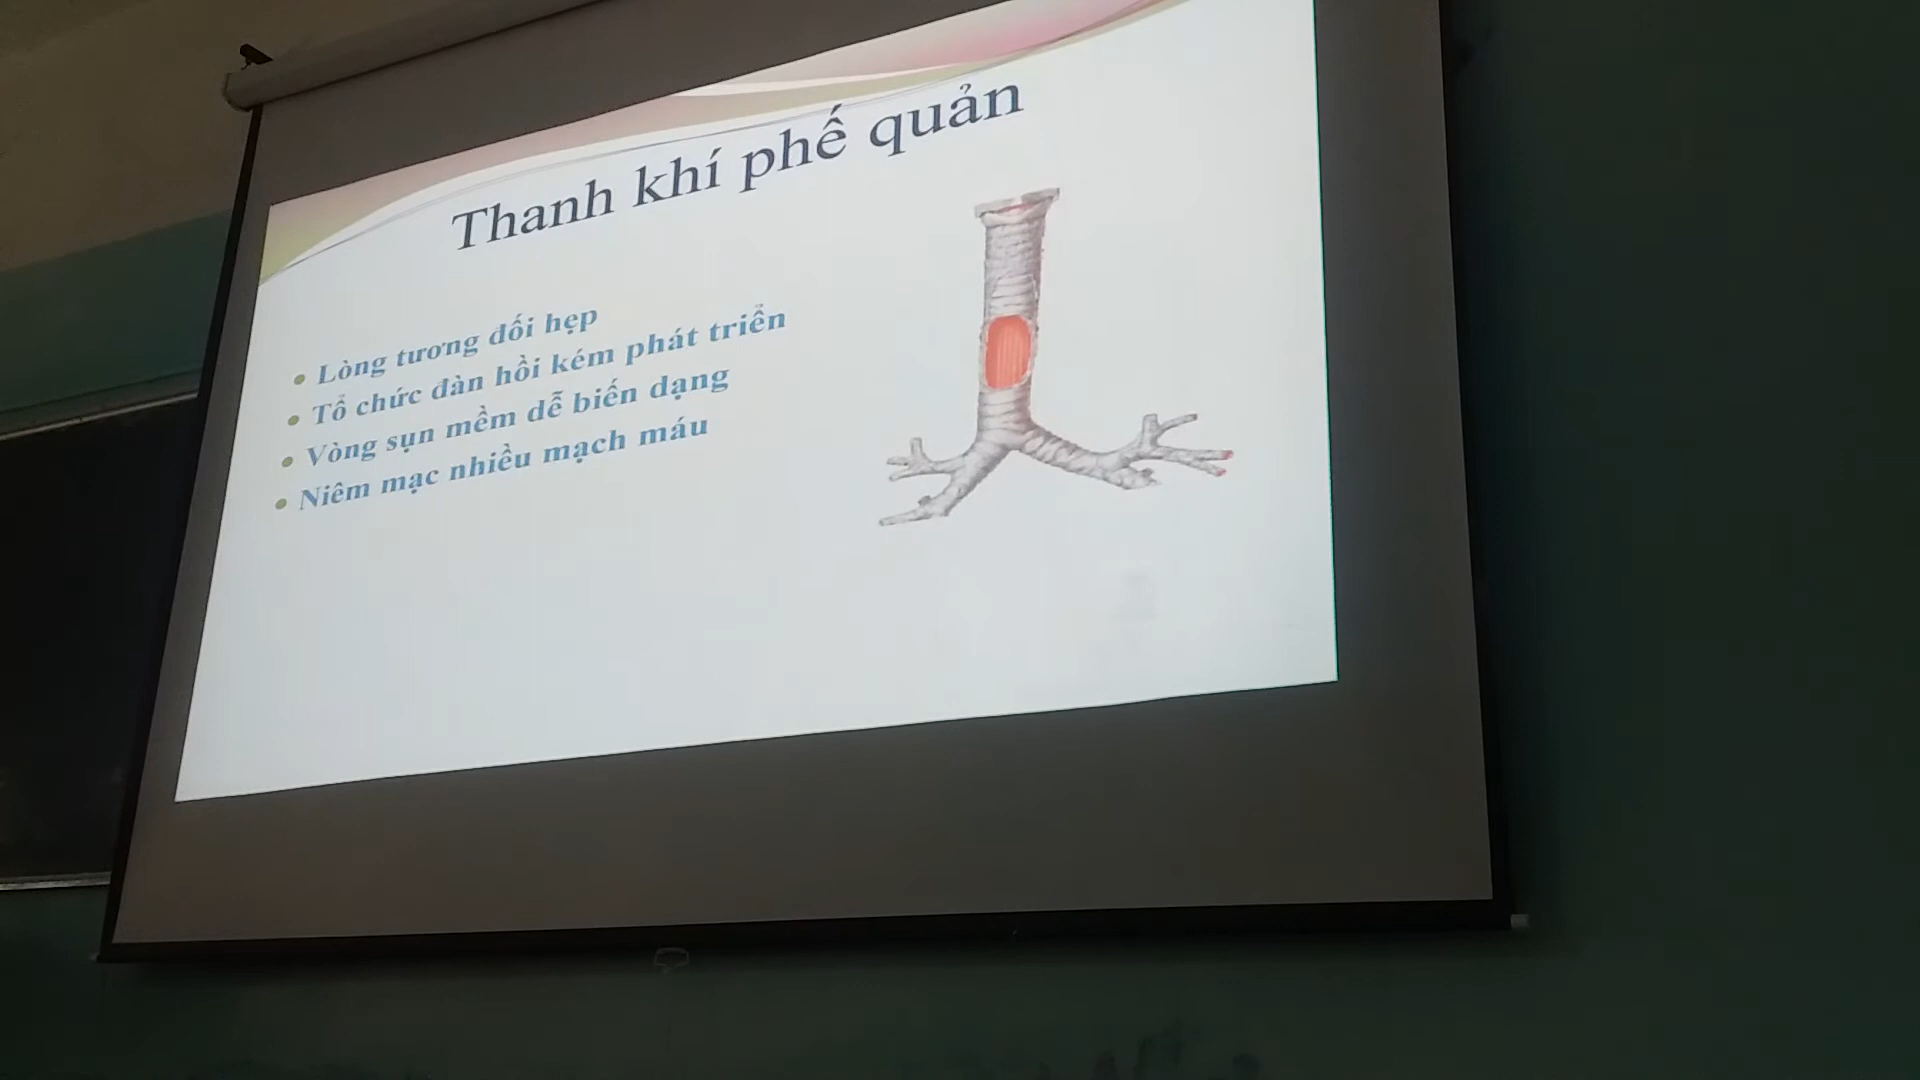 Thanh khí phế quản
Lòng tương đối hẹp
Tổ chức đàn hồi kém phát triển
Vòng sụn mềm dễ biến dạng
Niêm mạc nhiều mạch máu